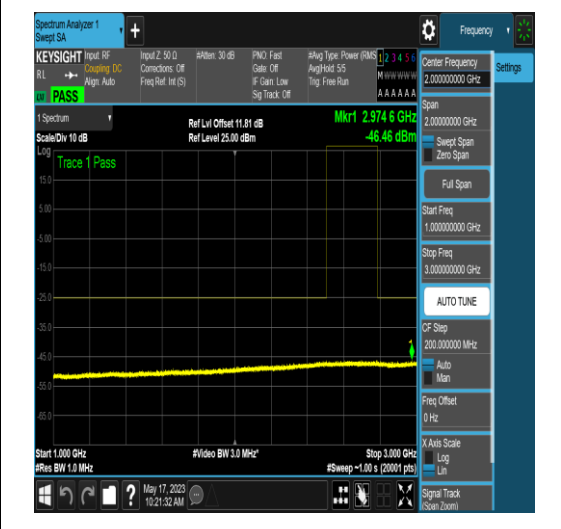 Spectrum Analyzer 1
Swept SA
+
Frequency
KEYSIGHT
RL
PASS
Input: RF
Coupling: DC
Align: Auto
Input Z: 50 Ω
Corrections: Off
Freq Ref: Int (S)
#Atten: 30 dB
PNO: Fast
Gate: Off
IF Gain: Low
Sig Track: Off
#Avg Type: Power (RMS
Avg|Hold: 5/5
Trig: Free Run
1 2 3 4 5 6
M W W W W W
A A A A A A
1 Spectrum
Scale/Div 10 dB
Ref Lvl Offset 11.81 dB
Ref Level 25.00 dBm
Mkr1 2.974 6 GHz
-46.46 dBm
Log
Trace 1 Pass
15.0
5.00
-5.00
-15.0
-25.0
-35.0
-45.0
-55.0
-65.0
1
Start 1.000 GHz
#Res BW 1.0 MHz
#Video BW 3.0 MHz*
Stop 3.000 GHz
#Sweep ~1.00 s (20001 pts)
May 17, 2023
10:21:32 AM
?
Center Frequency
2.000000000 GHz
Settings
Span
2.00000000 GHz
Swept Span
Zero Span
Full Span
Start Freq
1.000000000 GHz
Stop Freq
3.000000000 GHz
AUTO TUNE
CF Step
200.000000 MHz
Auto
Man
Freq Offset
0 Hz
X Axis Scale
Log
Lin
Signal Track
(Span Zoom)